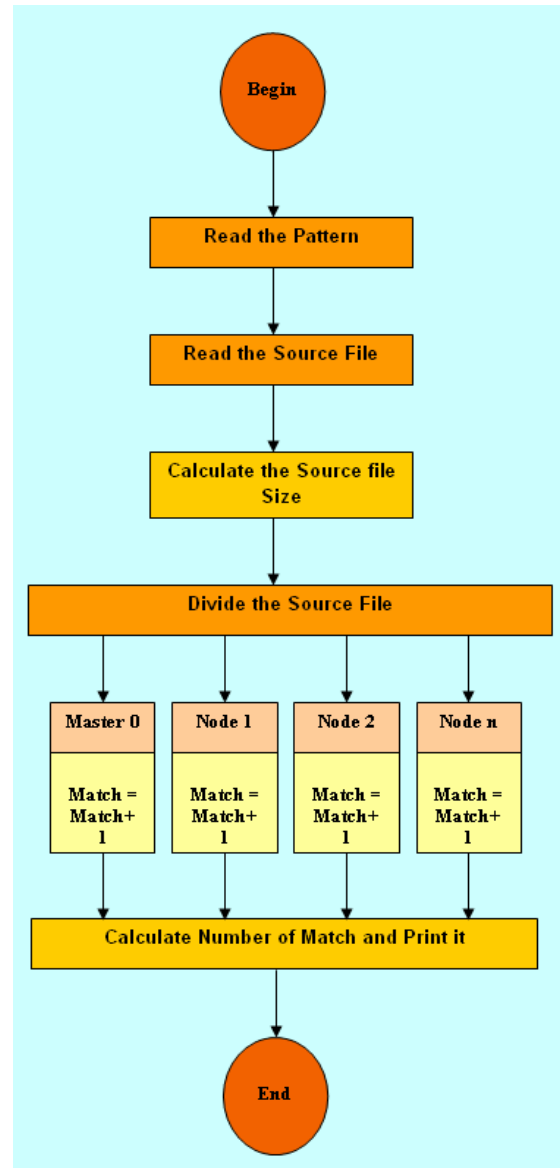 Begin
Read the Pattern
Read the Source File
Calculate the Source file
Size
Divide the Source File
Master 0
Match =
Match+
1
Node 1
Match =
Match+
1
Node 2
Match =
Match+
1
Node n
Match =
Match+
1
Calculate Number of Match and Print it
End